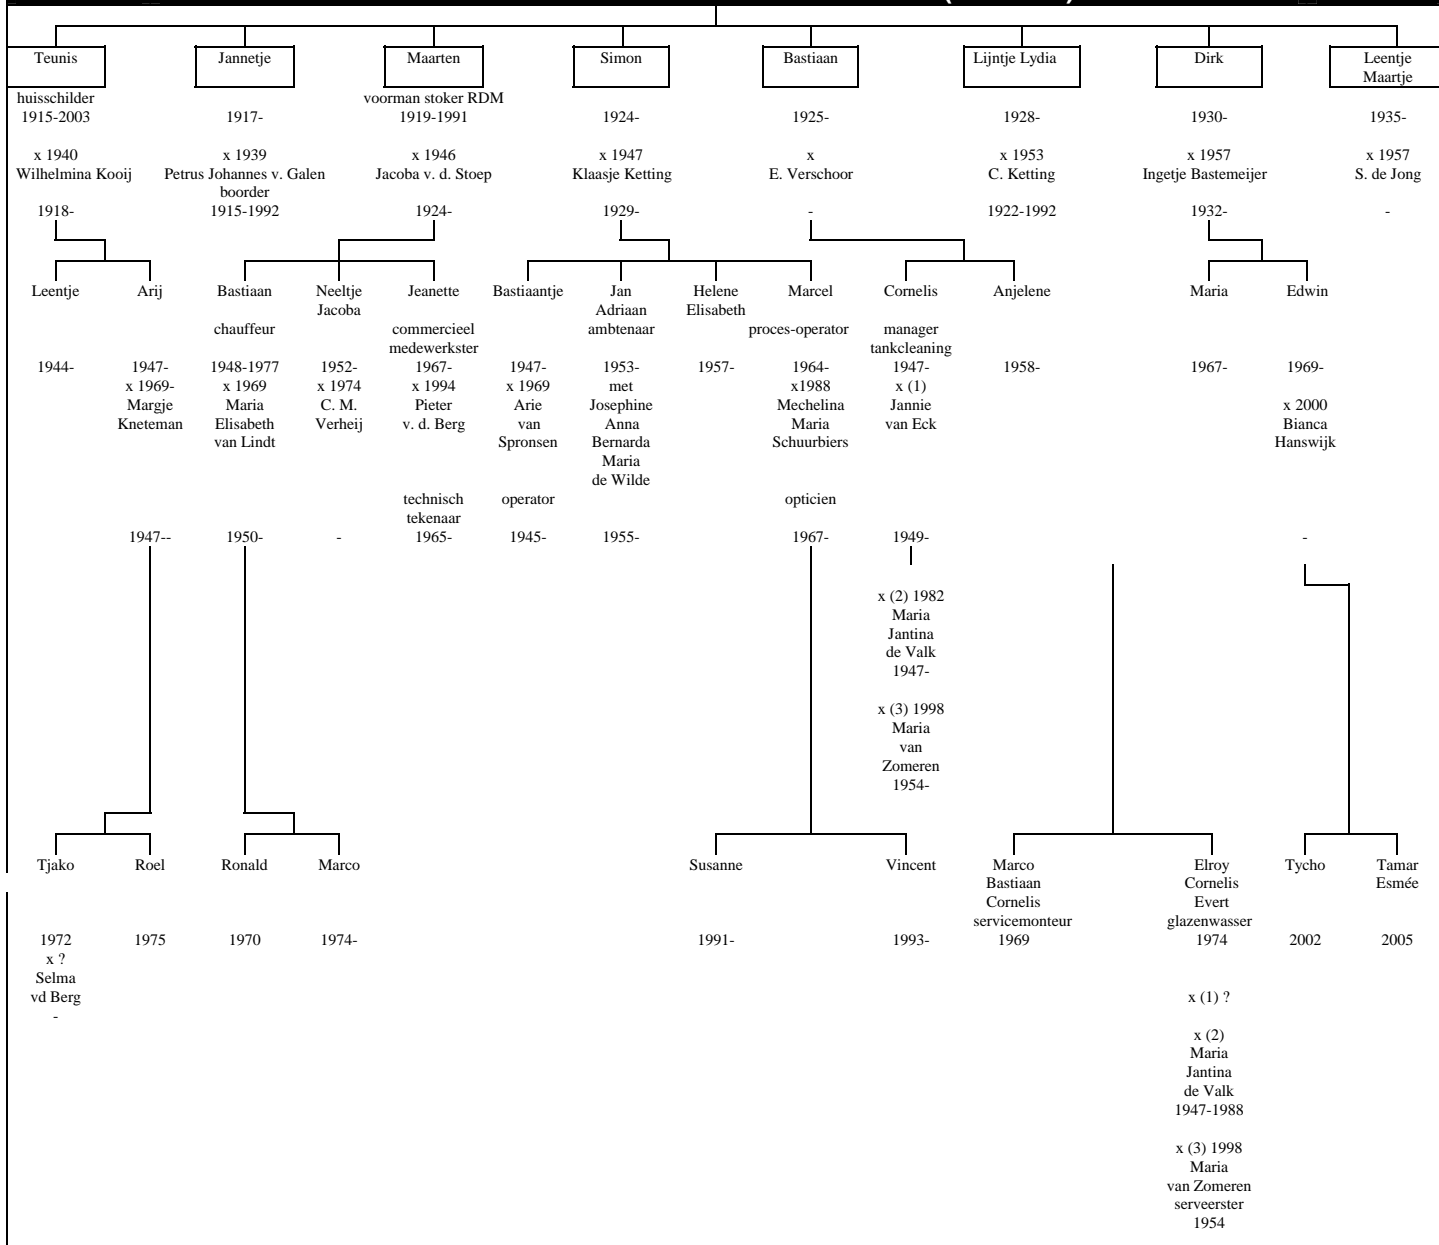 Teunis Jannetje Maarten Simon Bastiaan Lijntje Lydia Dirk Leentje
Maartje
huisschilder voorman stoker RDM
1915-2003 1917- 1919-1991 1924- 1925- 1928- 1930- 1935-
x 1940 x 1939 x 1946 x 1947 x x 1953 x 1957 x 1957
Wilhelmina Kooij Petrus Johannes v. Galen Jacoba v. d. Stoep Klaasje Ketting E. Verschoor C. Ketting Ingetje Bastemeijer S. de Jong
boorder
1918- 1915-1992 1924- 1929- - 1922-1992 1932- -
Leentje Arij Bastiaan Neeltje Jeanette Bastiaantje Jan Helene Marcel Cornelis Anjelene Maria Edwin
Jacoba Adriaan Elisabeth
chauffeur commercieel ambtenaar proces-operator manager
medewerkster tankcleaning
1944- 1947- 1948-1977 1952- 1967- 1947- 1953- 1957- 1964- 1947- 1958- 1967- 1969-
x 1969- x 1969 x 1974 x 1994 x 1969 met x1988 x (1)
Margje Maria C. M. Pieter Arie Josephine Mechelina Jannie x 2000
Kneteman Elisabeth Verheij v. d. Berg van Anna Maria van Eck Bianca
van Lindt Spronsen Bernarda Schuurbiers Hanswijk
Maria
de Wilde
technisch operator opticien
tekenaar
1947-- 1950- - 1965- 1945- 1955- 1967- 1949- -
x (2) 1982
Maria
Jantina
de Valk
1947-
x (3) 1998
Maria
van
Zomeren
1954-
Tjako Roel Ronald Marco Susanne Vincent Marco Elroy Tycho Tamar
Bastiaan Cornelis Esmée
Cornelis Evert
servicemonteur glazenwasser
1972 1975 1970 1974- 1991- 1993- 1969 1974 2002 2005
x ?
Selma
vd Berg x (1) ?
-
x (2)
Maria
Jantina
de Valk
1947-1988
x (3) 1998
Maria
van Zomeren
serveerster
1954